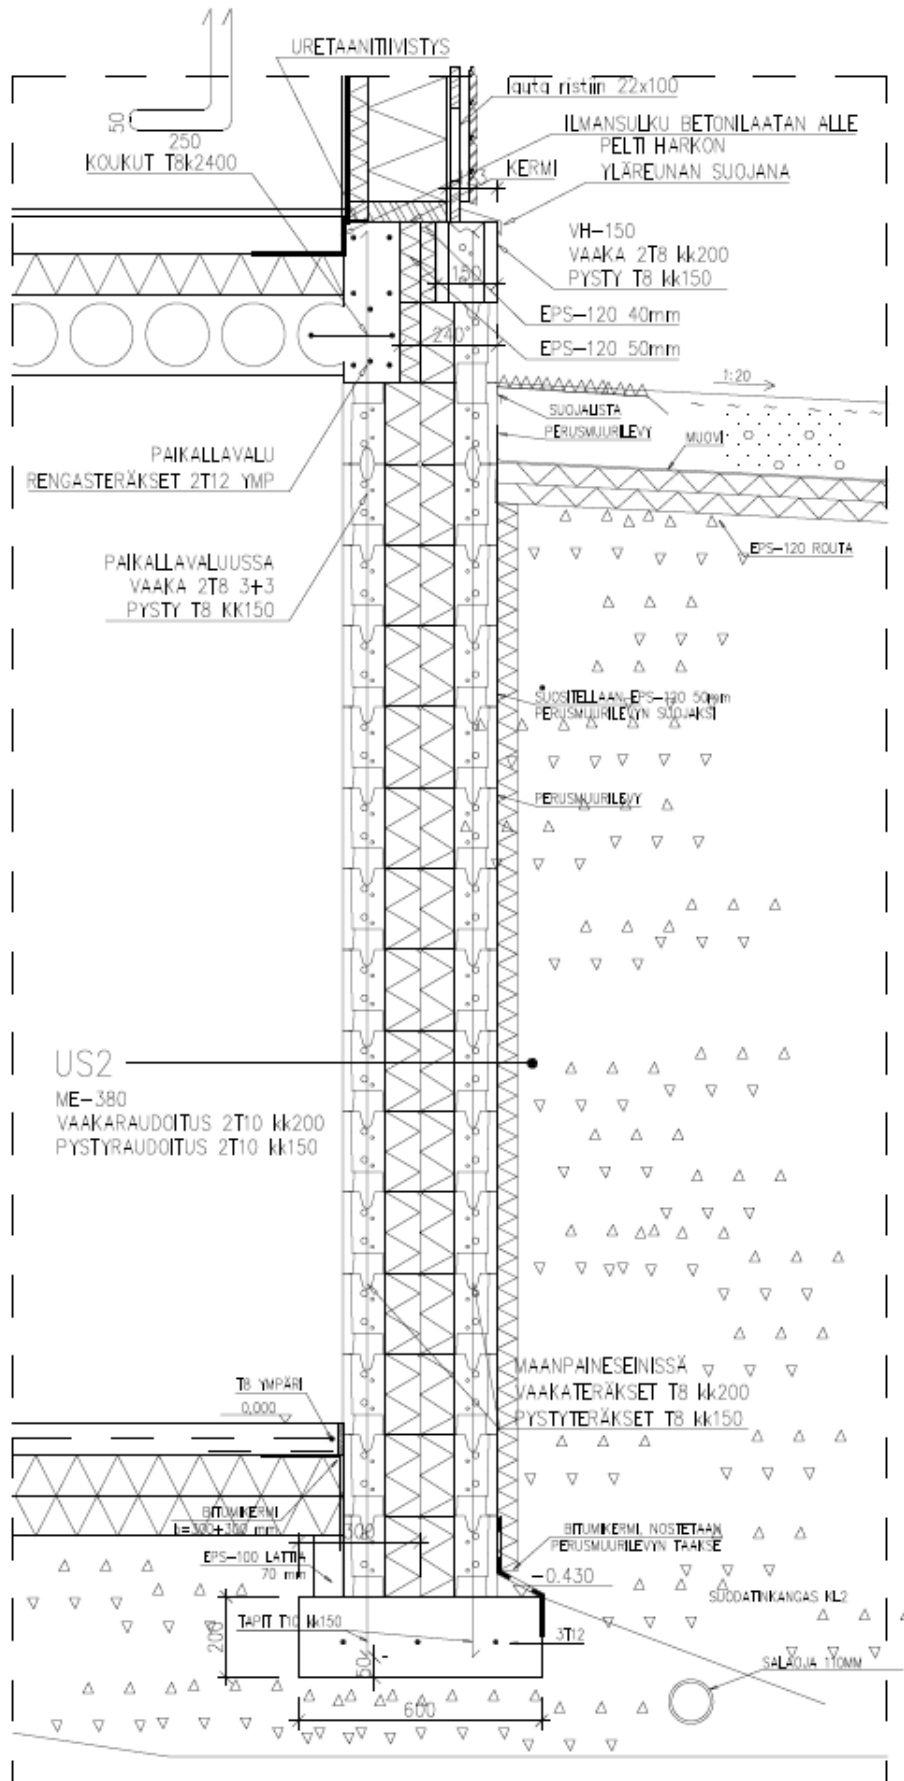 URETAANITIIVISTYS
lauta ristiin 22x100
50
250
KOUKUT T8k2400
ILMANSULKU BETONILAATAN ALLE
PELTI HARKON
YLÄREUNAN SUOJANA
KERMI
VH-150
VAAKA 2T8 kk200
PYSTY T8 kk150
150
EPS-120 40mm
240
EPS-120 50mm
1:20
SUOJALISTA
PERUSMUURILEVY
MUOVI
PAIKALLAVALU
RENGASTERÄKSET 2T12 YMP
EPS-120 ROUTA
PAIKALLAVALUUSSA
VAAKA 2T8 3+3
PYSTY T8 KK150
SUOSITELLAAN EPS-120 50mm
PERUSMUURILEVYN SUOJAKSI
PERUSMUURILEVY
US2
ME-380
VAAKARAUDOITUS 2T10 kk200
PYSTYRAUDOITUS 2T10 kk150
MAANPAINESEINISSÄ
VAAKATERÄKSET T8 kk200
PYSTYTERÄKSET T8 kk150
T8 YMPÄRI
0,000
BITUMIKERMI
b=300+300 mm
300
EPS-100 LATTIA
70 mm
BITUMIKERMI, NOSTETAAN
PERUSMUURILEVYN TAAKSE
-0.430
SUODATINKANGAS KL2
200
TAPIT T10 kk150
3T12
50
SALAOJA 110MM
600